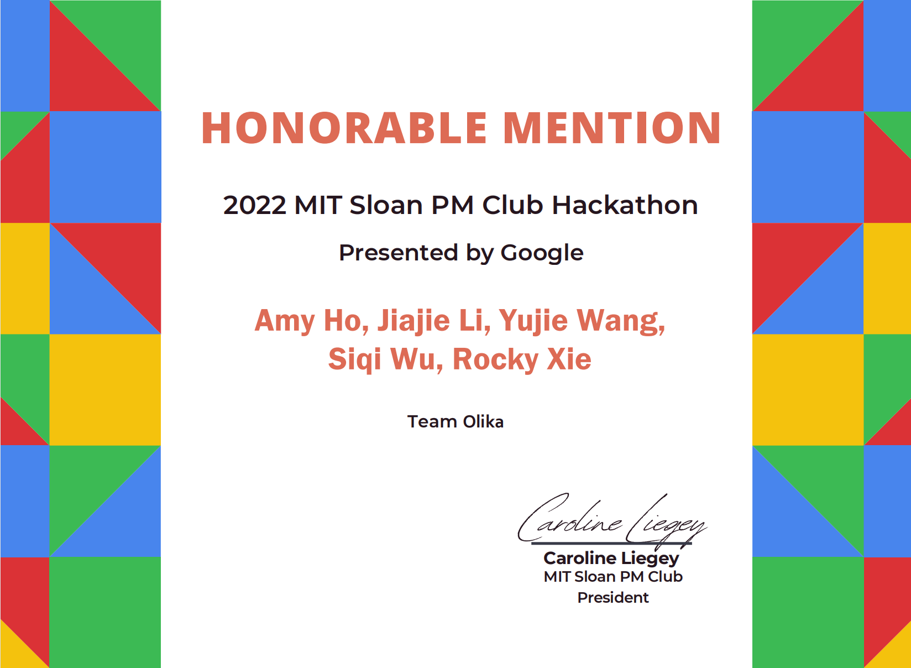 HONORABLE MENTION
2022 MIT Sloan PM Club Hackathon
Presented by Google
Amy Ho, Jiajie Li, Yujie Wang,
Siqi Wu, Rocky Xie
Team Olika
Caroline Liegey
Caroline Liegey
MIT Sloan PM Club
President